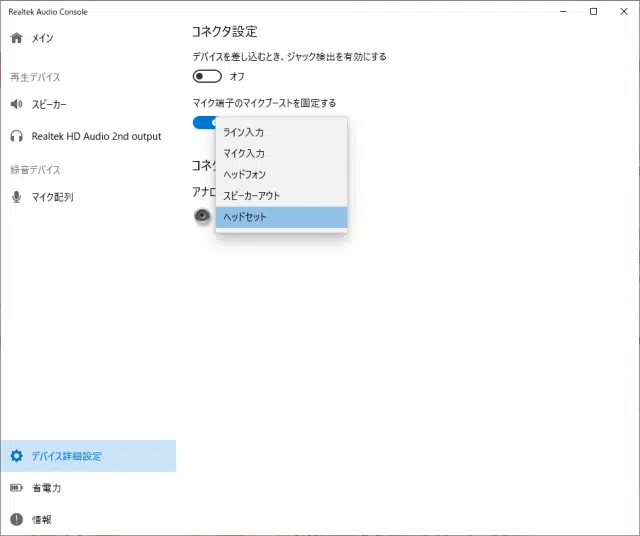 Realtek Audio Console
メイン
再生デバイス
スピーカー
Realtek HD Audio 2nd output
録音デバイス
マイク配列
デバイス詳細設定
省電力
情報
コネクタ設定
デバイスを差し込むとき、ジャック検出を有効にする
オフ
マイク端子のマイクブーストを固定する
コネク
アナロ
ライン入力
マイク入力
ヘッドフォン
スピーカーアウト
ヘッドセット